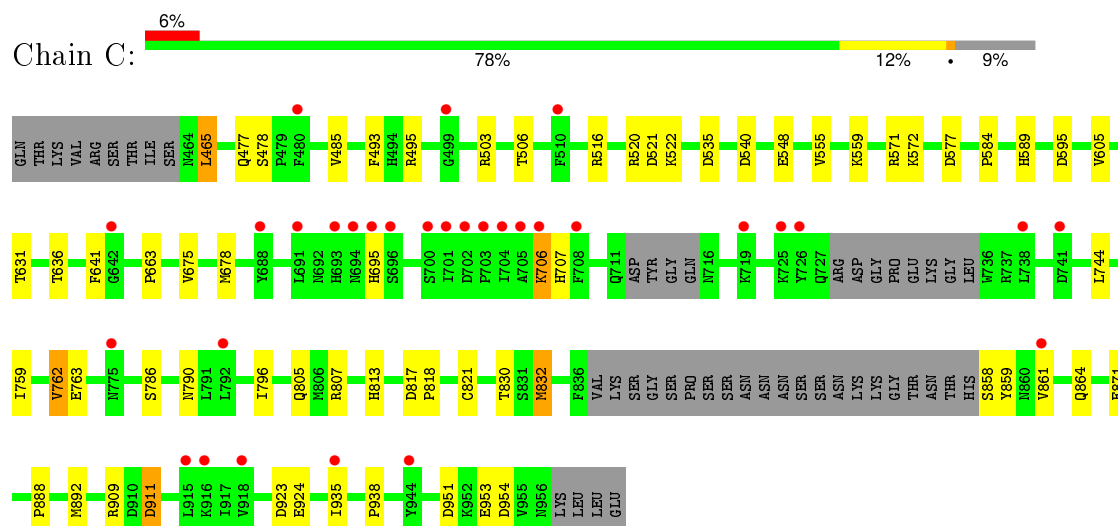 6%
Chain C:
78% 12% • 9%
GLN THR LYS VAL ARG SER THR ILE SER N464 L465 Q477 S478 P479 F480 V485 F493 H494 R495 G499 R503 T506 F510 R516 R520 D521 K522 D535 D540 E548 V555 K559 R571 K572 D577 P584 H589 D595 V605
T631 T636 F641 G642 P663 V675 M678 Y688 L691 N692 H693 N694 H695 S696 S700 I701 D702 P703 I704 A705 K706 H707 F708 Q711 ASP TYR GLY GLN N716 K719 K725 Y726 Q727 ARG ASP GLY PRO GLU LYS GLY LEU W736 R737 L738 D741 L744
I759 V762 E763 N775 S786 N790 L791 L792 I796 Q805 M806 R807 H813 D817 P818 C821 T830 S831 M832 F836 VAL LYS SER GLY SER PRO SER SER ASN ASN ASN SER SER ASN LYS LYS GLY THR ASN THR HIS S858 Y859 N860 V861 Q864
P888 M892 R909 D910 D911 L915 K916 I917 V918 D923 E924 I935 P938 Y944 D951 K952 E953 D954 V955 N956 LYS LEU LEU GLU